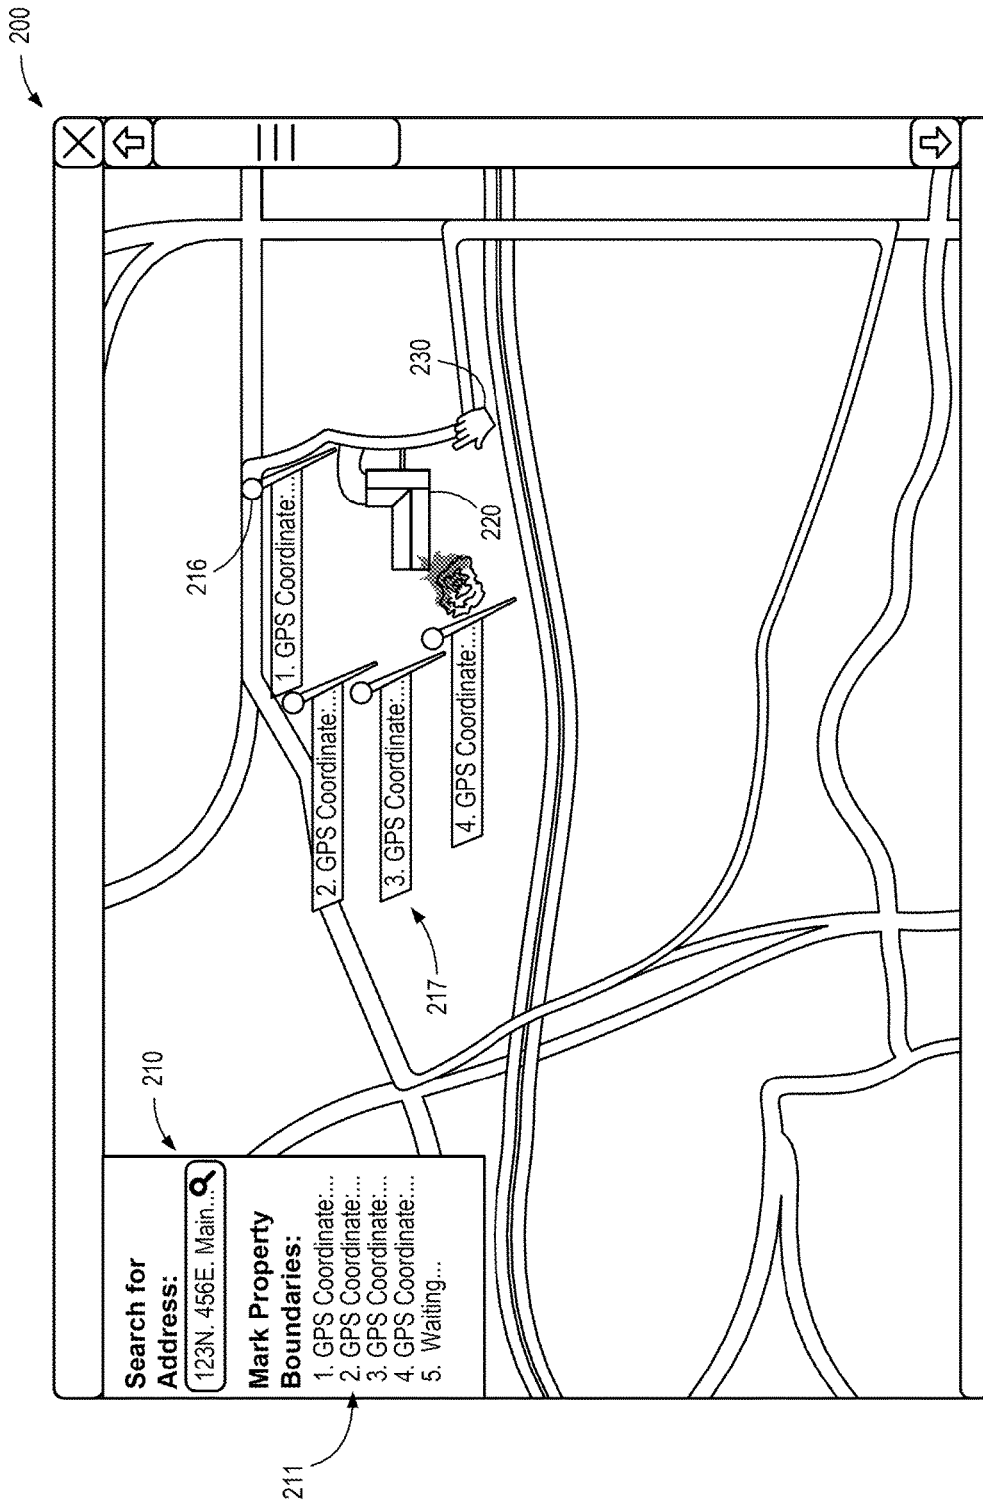 200
210
Search for
Address:
123N. 456E. Main...
Mark Property
Boundaries:
1. GPS Coordinate:...
2. GPS Coordinate:...
3. GPS Coordinate:...
4. GPS Coordinate:...
5. Waiting...
211
216
1. GPS Coordinate:...
2. GPS Coordinate:...
3. GPS Coordinate:...
4. GPS Coordinate:...
217
220
230